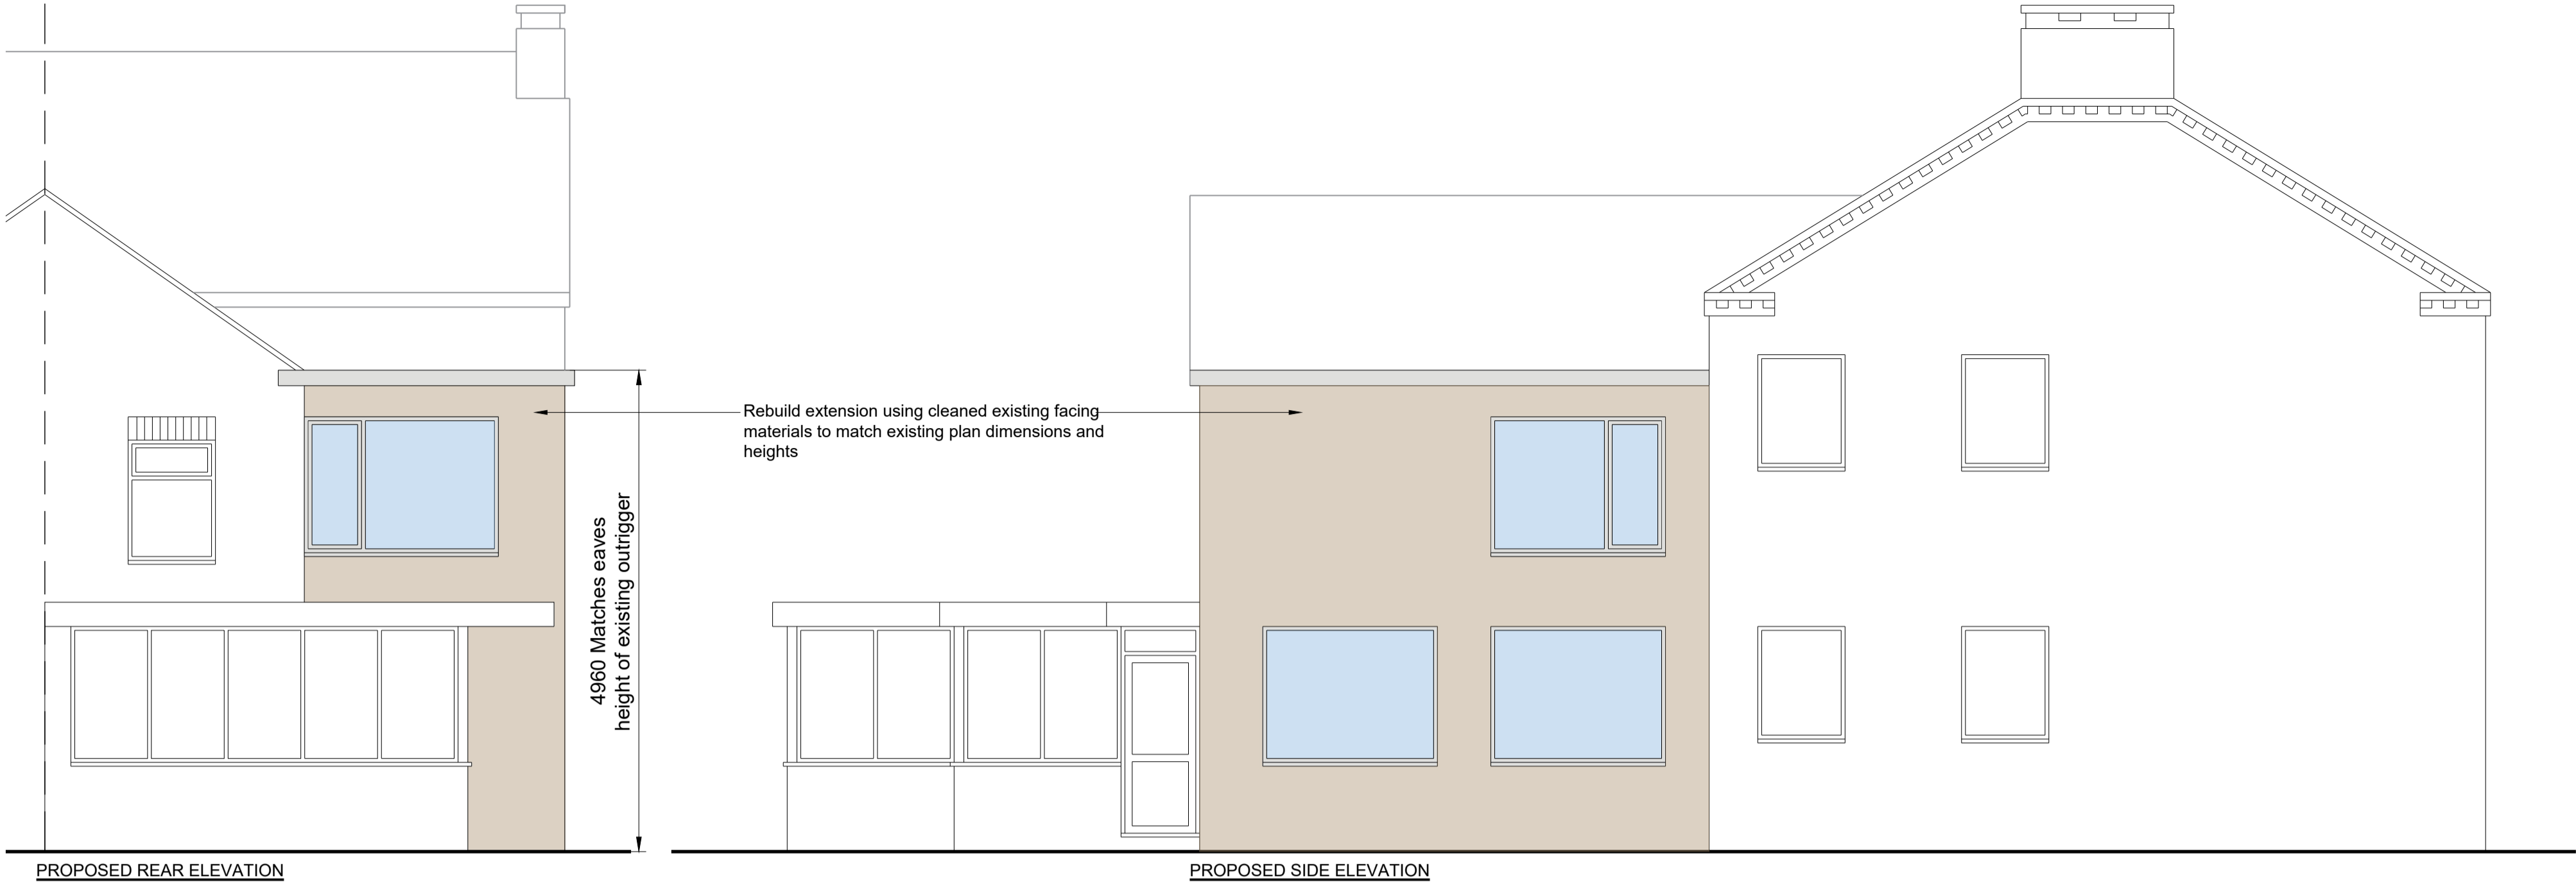 Rebuild extension using cleaned existing facing
materials to match existing plan dimensions and
heights
4960 Matches eaves
height of existing outrigger
PROPOSED REAR ELEVATION
PROPOSED SIDE ELEVATION